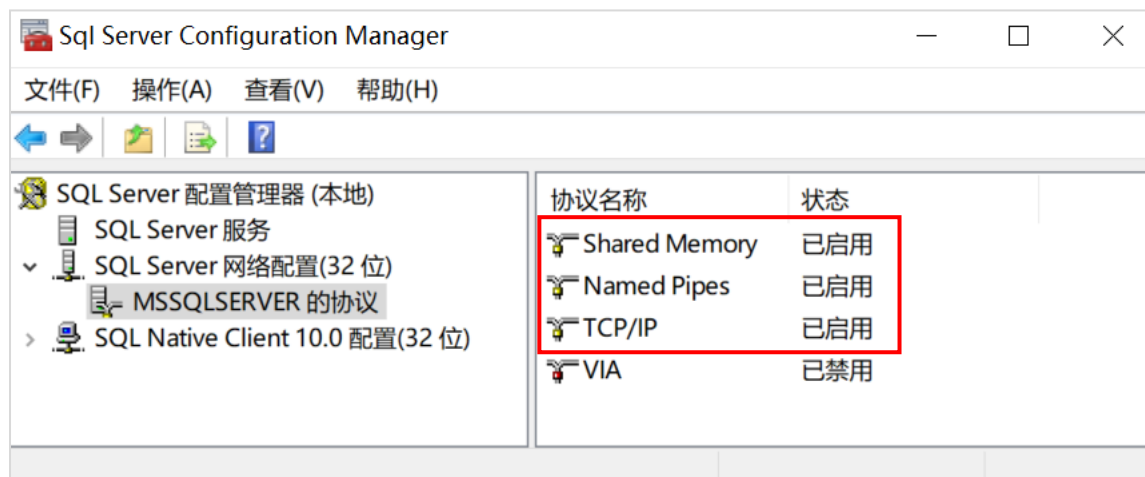 Sql Server Configuration Manager
文件(F) 操作(A) 查看(V) 帮助(H)
SQL Server 配置管理器 (本地)
SQL Server 服务
SQL Server 网络配置(32 位)
MSSQLSERVER 的协议
SQL Native Client 10.0 配置(32 位)
协议名称 状态
Shared Memory 已启用
Named Pipes 已启用
TCP/IP 已启用
VIA 已禁用